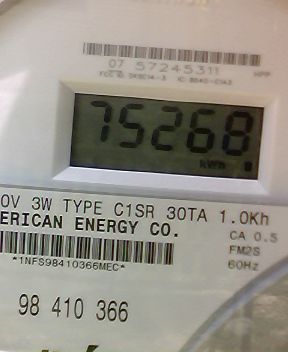 07 57245311
HPP
75268
kWh
0V 3W TYPE C1SR 30TA 1.0Kh
ERICAN ENERGY CO.
CA 0.5
*1NFS98410366MEC*
FM2S
60Hz
98 410 366